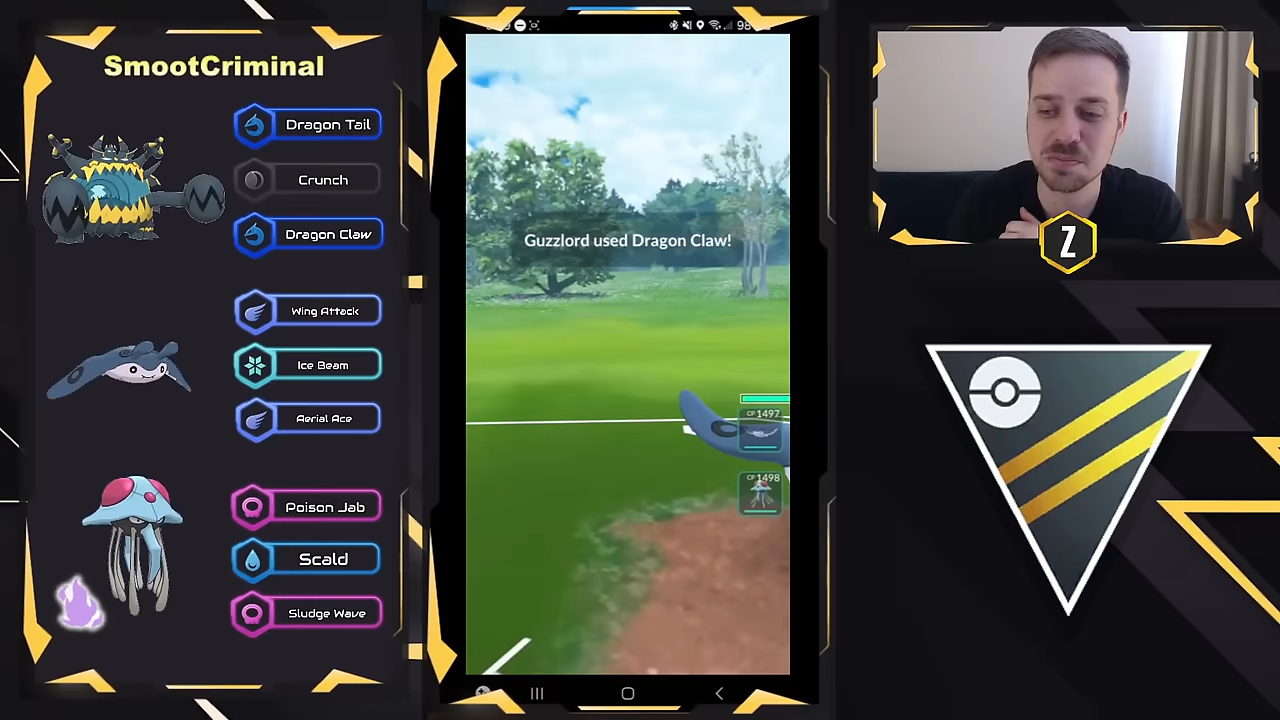 SmootCriminal
Dragon Tail
Crunch
Dragon Claw
Wing Attack
Ice Beam
Aerial Ace
Poison Jab
Scald
Sludge Wave
98
Guzzlord used Dragon Claw!
CP 1497
CP 1498
Z